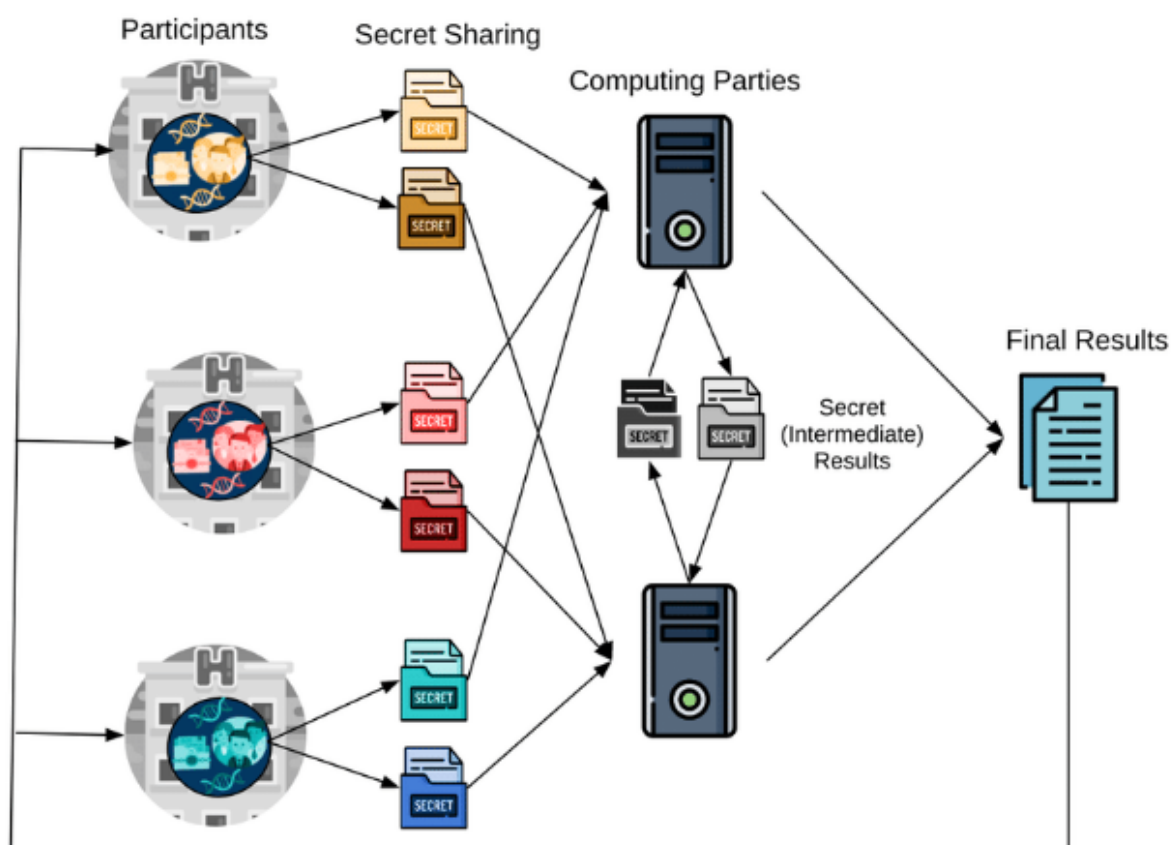 Participants
Secret Sharing
Computing Parties
H
SECRET
SECRET
H
SECRET
SECRET
SECRET
SECRET
Secret
(Intermediate)
Results
Final Results
H
SECRET
SECRET